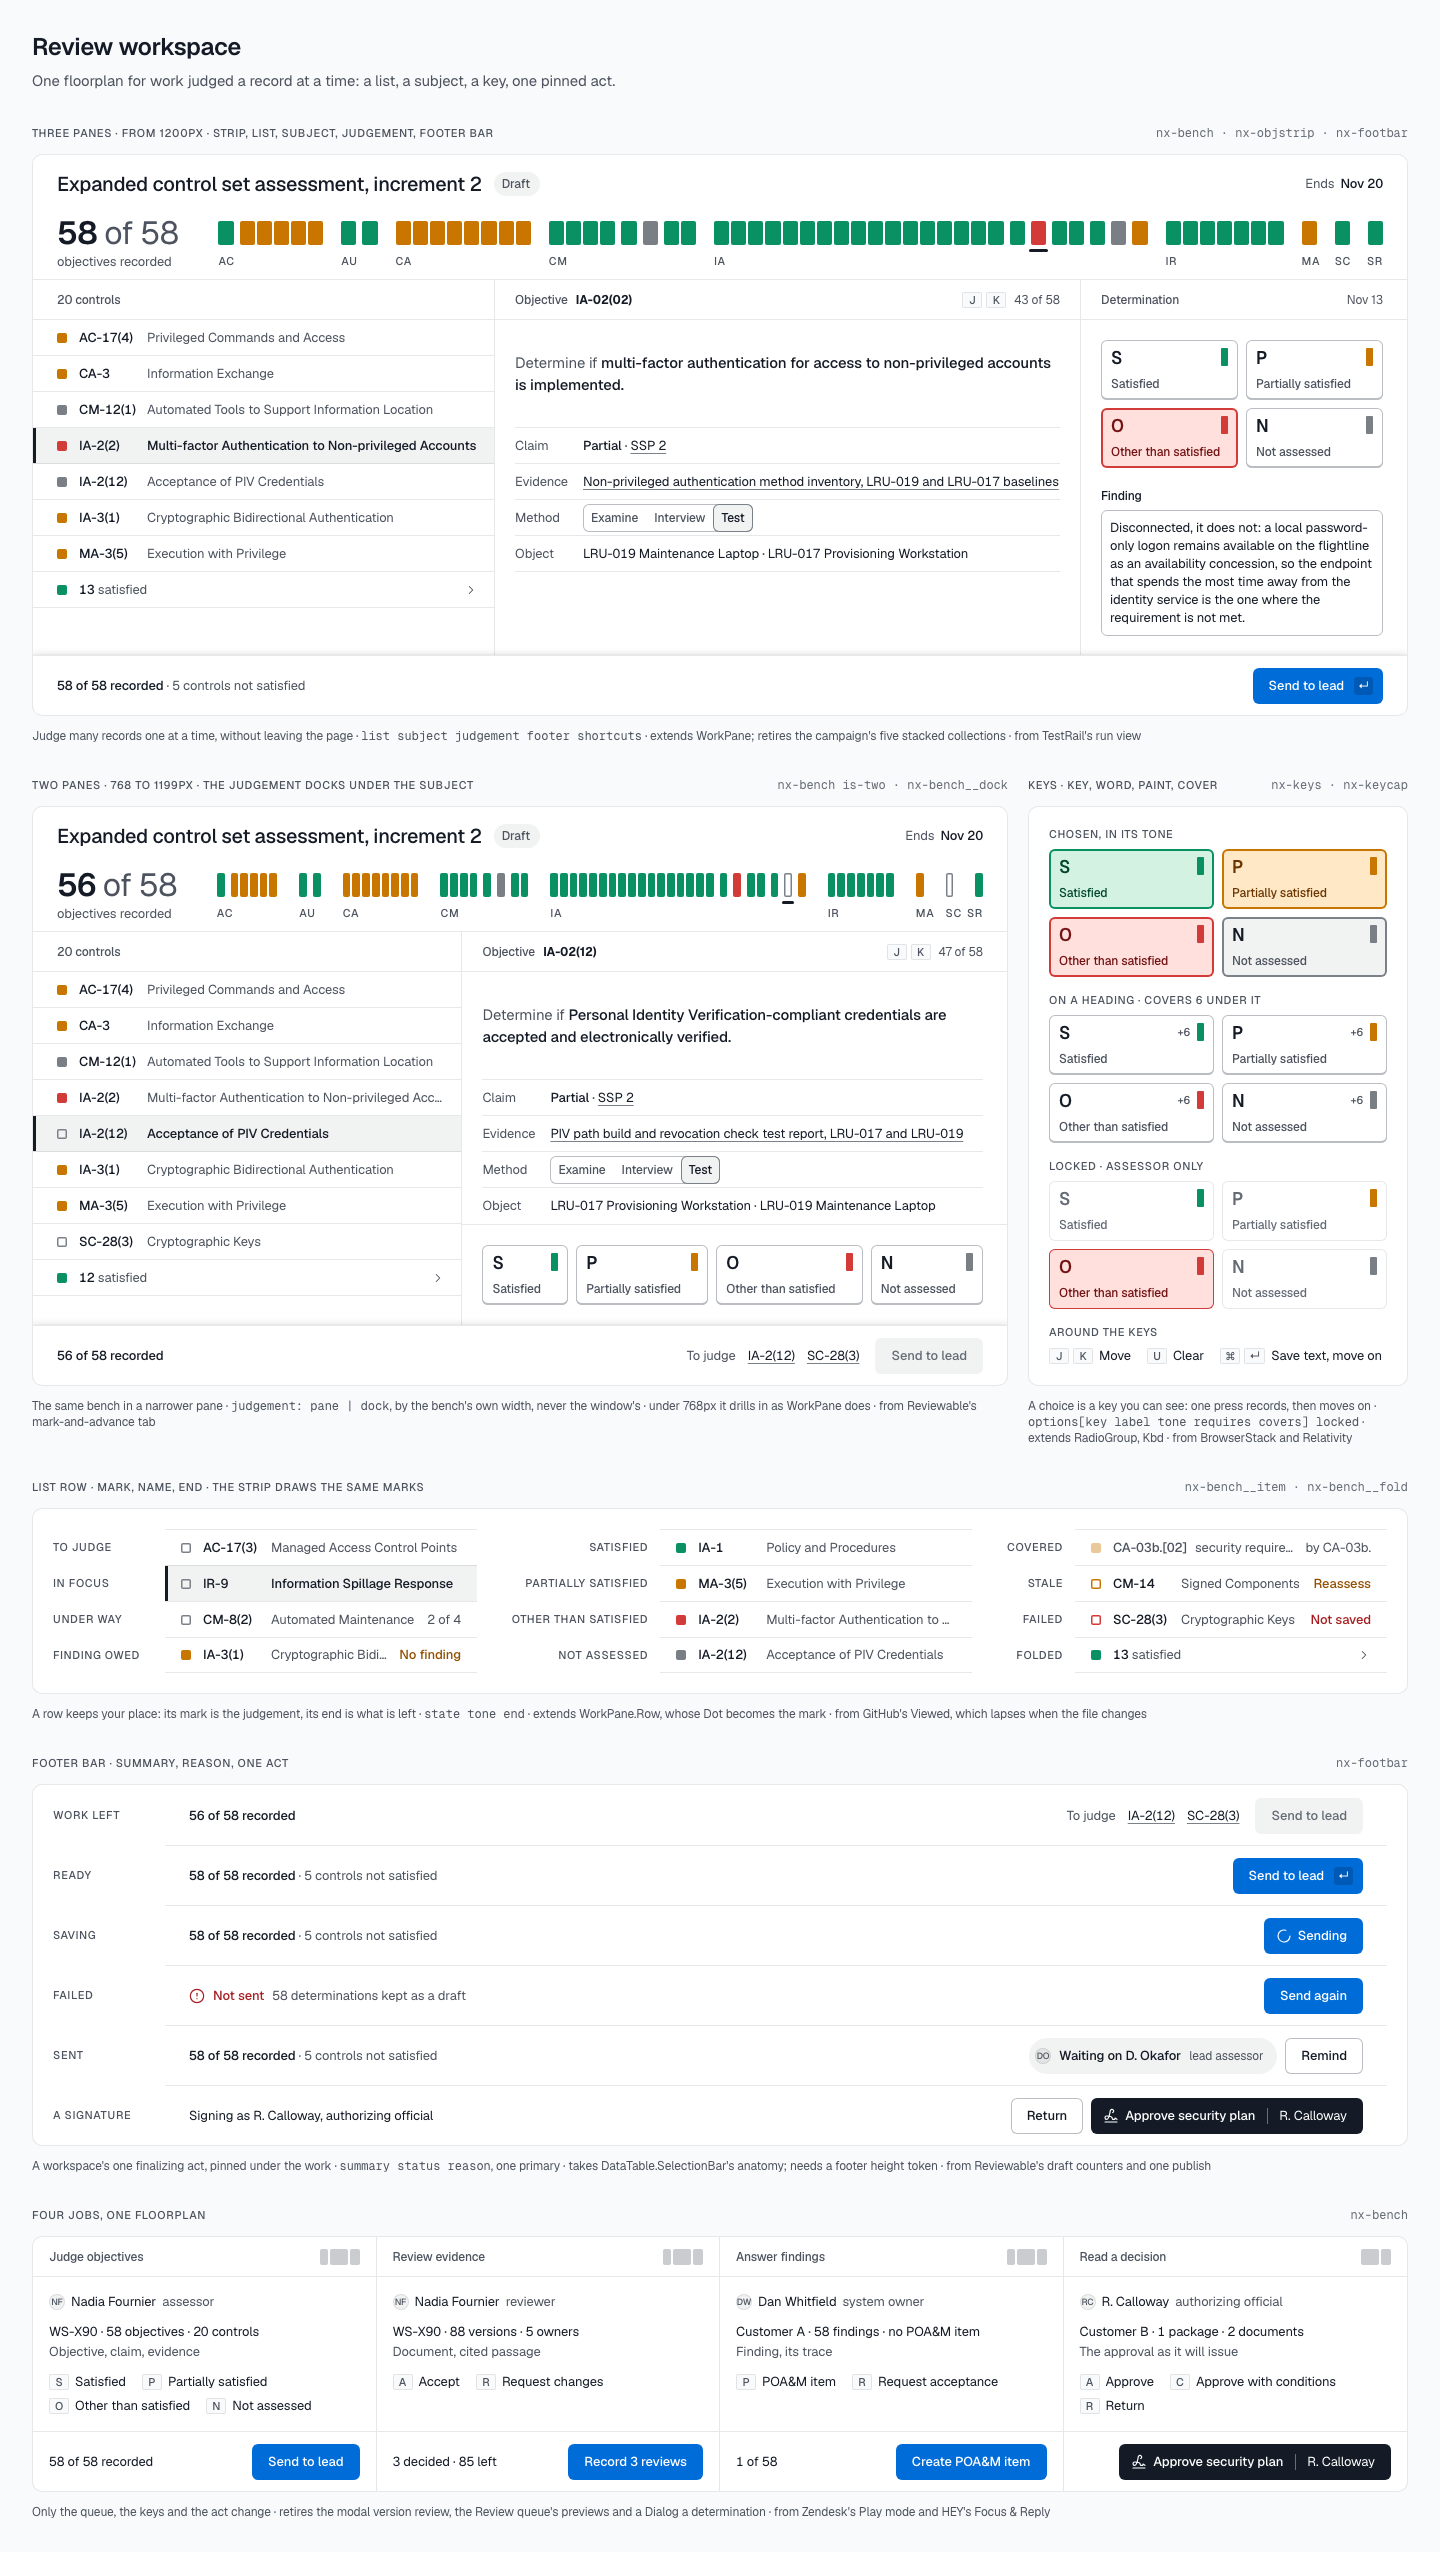 Review workspace
One floorplan for work judged a record at a time: a list, a subject, a key, one pinned act.
THREE PANES · FROM 1200PX · STRIP, LIST, SUBJECT, JUDGEMENT, FOOTER BAR
nx-bench · nx-objstrip · nx-footbar
Expanded control set assessment, increment 2 Draft
Ends Nov 20
58 of 58
objectives recorded
AC AU CA CM IA IR MA SC SR
20 controls
AC-17(4) Privileged Commands and Access
CA-3 Information Exchange
CM-12(1) Automated Tools to Support Information Location
IA-2(2) Multi-factor Authentication to Non-privileged Accounts
IA-2(12) Acceptance of PIV Credentials
IA-3(1) Cryptographic Bidirectional Authentication
MA-3(5) Execution with Privilege
13 satisfied
Objective IA-02(02) J K 43 of 58
Determine if multi-factor authentication for access to non-privileged accounts
is implemented.
Claim Partial · SSP 2
Evidence Non-privileged authentication method inventory, LRU-019 and LRU-017 baselines
Method Examine Interview Test
Object LRU-019 Maintenance Laptop · LRU-017 Provisioning Workstation
Determination Nov 13
S Satisfied
P Partially satisfied
O Other than satisfied
N Not assessed
Finding
Disconnected, it does not: a local password-
only logon remains available on the flightline
as an availability concession, so the endpoint
that spends the most time away from the
identity service is the one where the
requirement is not met.
58 of 58 recorded · 5 controls not satisfied
Send to lead ↵
Judge many records one at a time, without leaving the page · list subject judgement footer shortcuts · extends WorkPane; retires the campaign's five stacked collections · from TestRail's run view
TWO PANES · 768 TO 1199PX · THE JUDGEMENT DOCKS UNDER THE SUBJECT
nx-bench is-two · nx-bench__dock
Expanded control set assessment, increment 2 Draft
Ends Nov 20
56 of 58
objectives recorded
AC AU CA CM IA IR MA SC SR
20 controls
AC-17(4) Privileged Commands and Access
CA-3 Information Exchange
CM-12(1) Automated Tools to Support Information Location
IA-2(2) Multi-factor Authentication to Non-privileged Acc...
IA-2(12) Acceptance of PIV Credentials
IA-3(1) Cryptographic Bidirectional Authentication
MA-3(5) Execution with Privilege
SC-28(3) Cryptographic Keys
12 satisfied
Objective IA-02(12) J K 47 of 58
Determine if Personal Identity Verification-compliant credentials are
accepted and electronically verified.
Claim Partial · SSP 2
Evidence PIV path build and revocation check test report, LRU-017 and LRU-019
Method Examine Interview Test
Object LRU-017 Provisioning Workstation · LRU-019 Maintenance Laptop
S Satisfied
P Partially satisfied
O Other than satisfied
N Not assessed
56 of 58 recorded
To judge IA-2(12) SC-28(3) Send to lead
The same bench in a narrower pane · judgement: pane | dock, by the bench's own width, never the window's · under 768px it drills in as WorkPane does · from Reviewable's
mark-and-advance tab
KEYS · KEY, WORD, PAINT, COVER
nx-keys · nx-keycap
CHOSEN, IN ITS TONE
S Satisfied
P Partially satisfied
O Other than satisfied
N Not assessed
ON A HEADING · COVERS 6 UNDER IT
S +6 Satisfied
P +6 Partially satisfied
O +6 Other than satisfied
N +6 Not assessed
LOCKED · ASSESSOR ONLY
S Satisfied
P Partially satisfied
O Other than satisfied
N Not assessed
AROUND THE KEYS
J K Move U Clear ⌘ ↵ Save text, move on
A choice is a key you can see: one press records, then moves on ·
options[key label tone requires covers] locked ·
extends RadioGroup, Kbd · from BrowserStack and Relativity
LIST ROW · MARK, NAME, END · THE STRIP DRAWS THE SAME MARKS
nx-bench__item · nx-bench__fold
TO JUDGE AC-17(3) Managed Access Control Points
IN FOCUS IR-9 Information Spillage Response
UNDER WAY CM-8(2) Automated Maintenance 2 of 4
FINDING OWED IA-3(1) Cryptographic Bidi... No finding
SATISFIED IA-1 Policy and Procedures
PARTIALLY SATISFIED MA-3(5) Execution with Privilege
OTHER THAN SATISFIED IA-2(2) Multi-factor Authentication to ...
NOT ASSESSED IA-2(12) Acceptance of PIV Credentials
COVERED CA-03b.[02] security require... by CA-03b.
STALE CM-14 Signed Components Reassess
FAILED SC-28(3) Cryptographic Keys Not saved
FOLDED 13 satisfied
A row keeps your place: its mark is the judgement, its end is what is left · state tone end · extends WorkPane.Row, whose Dot becomes the mark · from GitHub's Viewed, which lapses when the file changes
FOOTER BAR · SUMMARY, REASON, ONE ACT
nx-footbar
WORK LEFT 56 of 58 recorded To judge IA-2(12) SC-28(3) Send to lead
READY 58 of 58 recorded · 5 controls not satisfied Send to lead ↵
SAVING 58 of 58 recorded · 5 controls not satisfied Sending
FAILED Not sent 58 determinations kept as a draft Send again
SENT 58 of 58 recorded · 5 controls not satisfied DO Waiting on D. Okafor lead assessor Remind
A SIGNATURE Signing as R. Calloway, authorizing official Return Approve security plan R. Calloway
A workspace's one finalizing act, pinned under the work · summary status reason, one primary · takes DataTable.SelectionBar's anatomy; needs a footer height token · from Reviewable's draft counters and one publish
FOUR JOBS, ONE FLOORPLAN
nx-bench
Judge objectives
NF Nadia Fournier assessor
WS-X90 · 58 objectives · 20 controls
Objective, claim, evidence
S Satisfied P Partially satisfied
O Other than satisfied N Not assessed
58 of 58 recorded Send to lead
Review evidence
NF Nadia Fournier reviewer
WS-X90 · 88 versions · 5 owners
Document, cited passage
A Accept R Request changes
3 decided · 85 left Record 3 reviews
Answer findings
DW Dan Whitfield system owner
Customer A · 58 findings · no POA&M item
Finding, its trace
P POA&M item R Request acceptance
1 of 58 Create POA&M item
Read a decision
RC R. Calloway authorizing official
Customer B · 1 package · 2 documents
The approval as it will issue
A Approve C Approve with conditions
R Return
Approve security plan R. Calloway
Only the queue, the keys and the act change · retires the modal version review, the Review queue's previews and a Dialog a determination · from Zendesk's Play mode and HEY's Focus & Reply